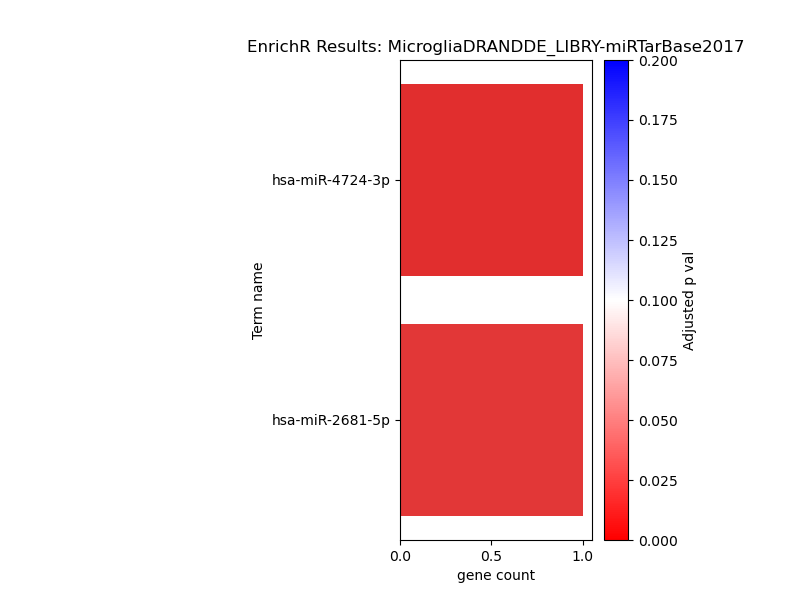 EnrichR Results: MicrogliaDRANDDE_LIBRY-miRTarBase2017
Term name
hsa-miR-4724-3p
hsa-miR-2681-5p
0.0
0.5
1.0
gene count
0.200
0.175
0.150
0.125
0.100
0.075
0.050
0.025
0.000
Adjusted p val